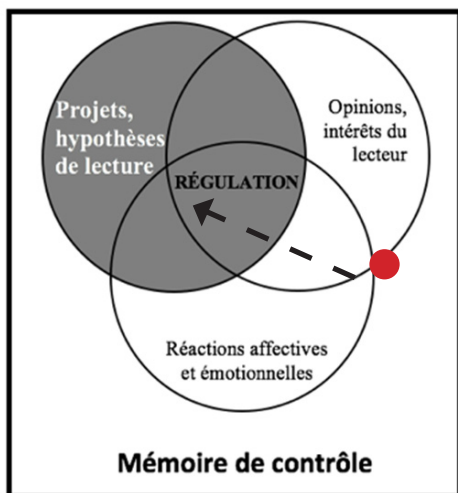 Projets,
hypothèses
de lecture
Opinions,
intérêts du
lecteur
RÉGULATION
Réactions affectives
et émotionnelles
Mémoire de contrôle